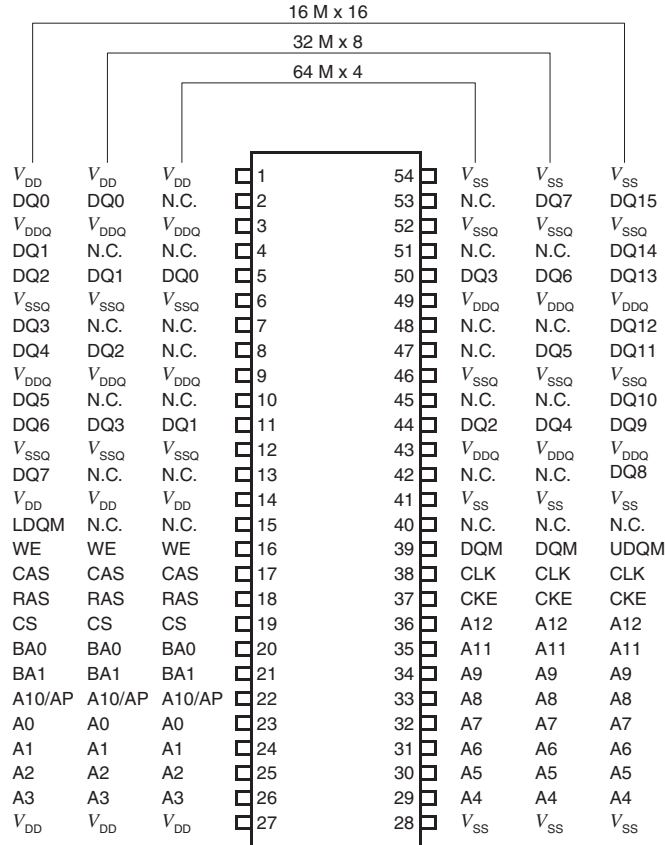 16 M x 16
32 M x 8
64 M x 4
VDD VDD VDD 1 54 VSS VSS VSS
DQ0 DQ0 N.C. 2 53 N.C. DQ7 DQ15
VDDQ VDDQ VDDQ 3 52 VSSQ VSSQ VSSQ
DQ1 N.C. N.C. 4 51 N.C. N.C. DQ14
DQ2 DQ1 DQ0 5 50 DQ3 DQ6 DQ13
VSSQ VSSQ VSSQ 6 49 VDDQ VDDQ VDDQ
DQ3 N.C. N.C. 7 48 N.C. N.C. DQ12
DQ4 DQ2 N.C. 8 47 N.C. DQ5 DQ11
VDDQ VDDQ VDDQ 9 46 VSSQ VSSQ VSSQ
DQ5 N.C. N.C. 10 45 N.C. N.C. DQ10
DQ6 DQ3 DQ1 11 44 DQ2 DQ4 DQ9
VSSQ VSSQ VSSQ 12 43 VDDQ VDDQ VDDQ
DQ7 N.C. N.C. 13 42 N.C. N.C. DQ8
VDD VDD VDD 14 41 VSS VSS VSS
LDQM N.C. N.C. 15 40 N.C. N.C. N.C.
WE WE WE 16 39 DQM DQM UDQM
CAS CAS CAS 17 38 CLK CLK CLK
RAS RAS RAS 18 37 CKE CKE CKE
CS CS CS 19 36 A12 A12 A12
BA0 BA0 BA0 20 35 A11 A11 A11
BA1 BA1 BA1 21 34 A9 A9 A9
A10/AP A10/AP A10/AP 22 33 A8 A8 A8
A0 A0 A0 23 32 A7 A7 A7
A1 A1 A1 24 31 A6 A6 A6
A2 A2 A2 25 30 A5 A5 A5
A3 A3 A3 26 29 A4 A4 A4
VDD VDD VDD 27 28 VSS VSS VSS